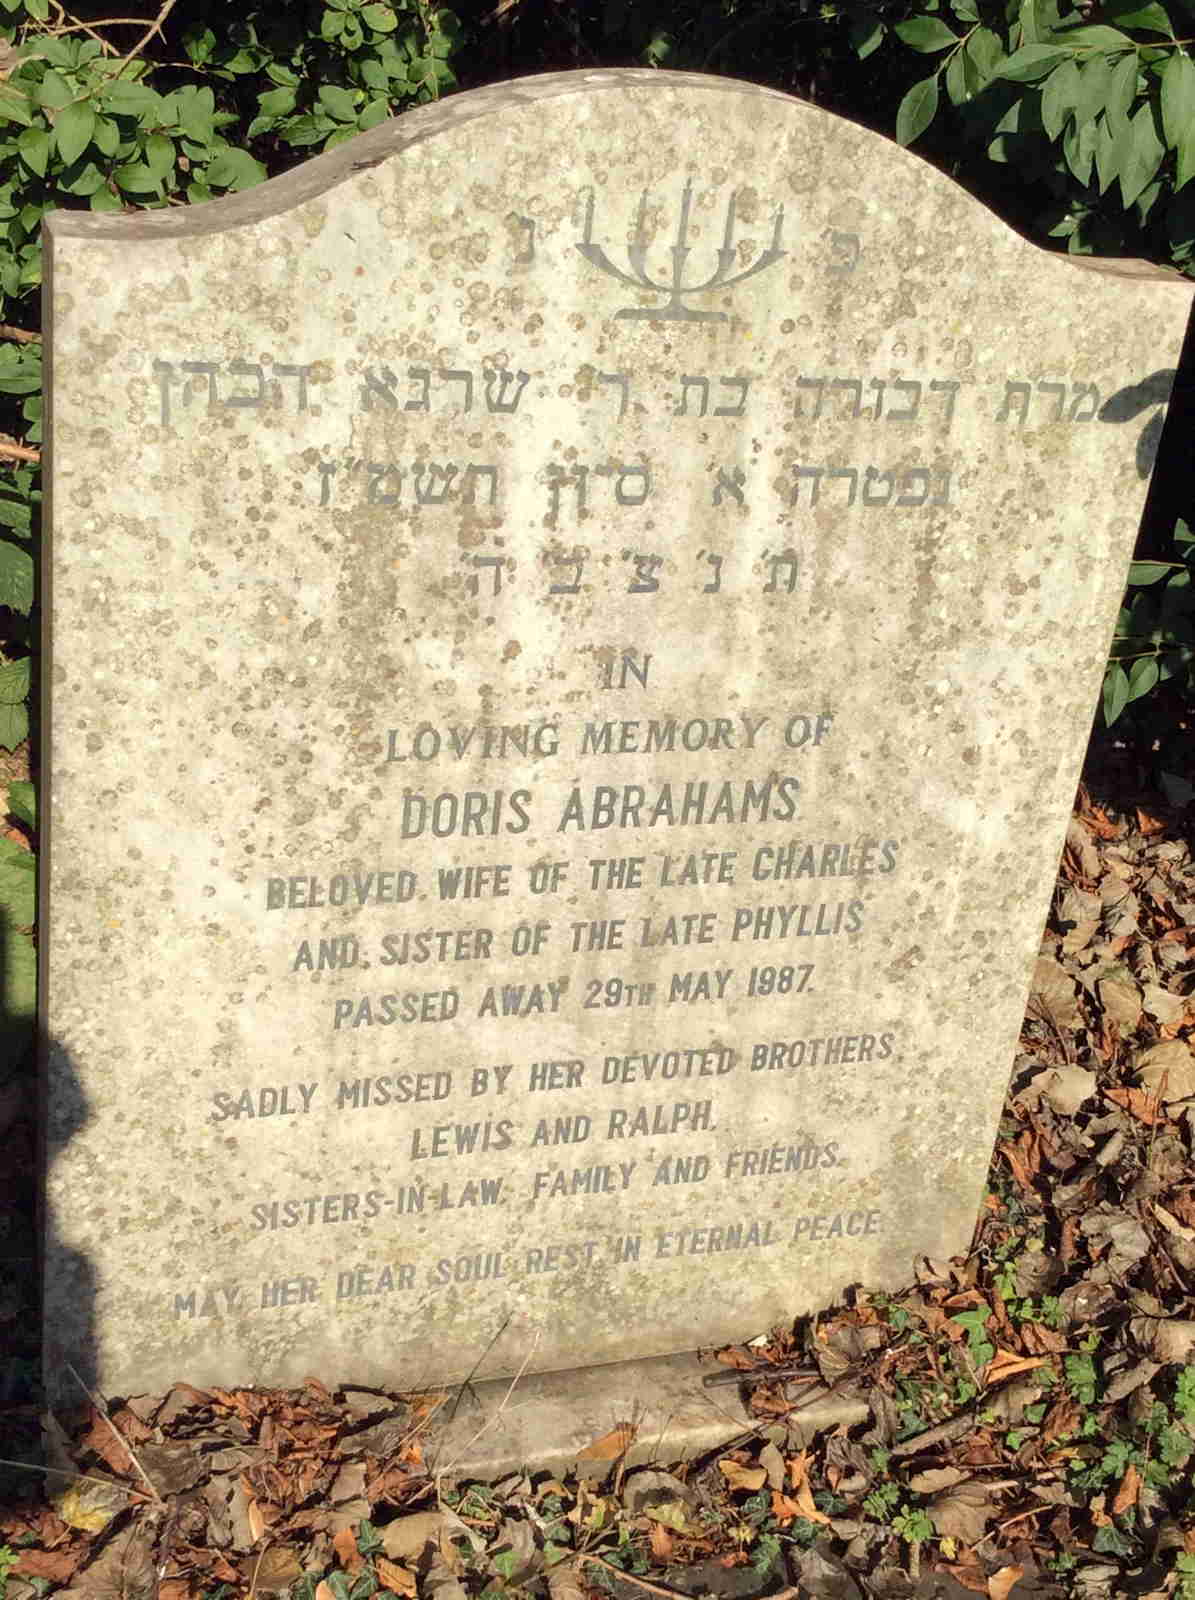 פ נ
מרת דבורה בת ר' שרגא הכהן
נפטרה א סיון תשמ"ז
ת' נ' צ' ב' ה'
IN
LOVING MEMORY OF
DORIS ABRAHAMS
BELOVED WIFE OF THE LATE CHARLES
AND SISTER OF THE LATE PHYLLIS
PASSED AWAY 29TH MAY 1987.
SADLY MISSED BY HER DEVOTED BROTHERS,
LEWIS AND RALPH,
SISTERS-IN-LAW, FAMILY AND FRIENDS.
MAY HER DEAR SOUL REST IN ETERNAL PEACE